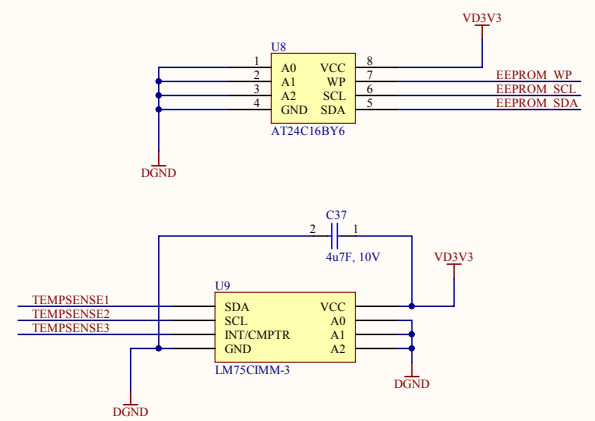 VD3V3
U8
1 A0 VCC 8
2 A1 WP 7 EEPROM_WP
3 A2 SCL 6 EEPROM_SCL
4 GND SDA 5 EEPROM_SDA
AT24C16BY6
DGND
C37
2 1
4u7F, 10V
VD3V3
U9
TEMPSENSE1 SDA VCC
TEMPSENSE2 SCL A0
TEMPSENSE3 INT/CMPTR A1
GND A2
LM75CIMM-3
DGND
DGND